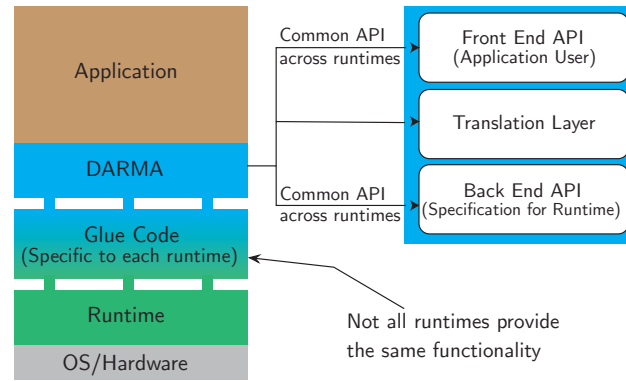 Application
DARMA
Glue Code
(Specific to each runtime)
Runtime
OS/Hardware
Common API
across runtimes
Common API
across runtimes
Front End API
(Application User)
Translation Layer
Back End API
(Specification for Runtime)
Not all runtimes provide
the same functionality